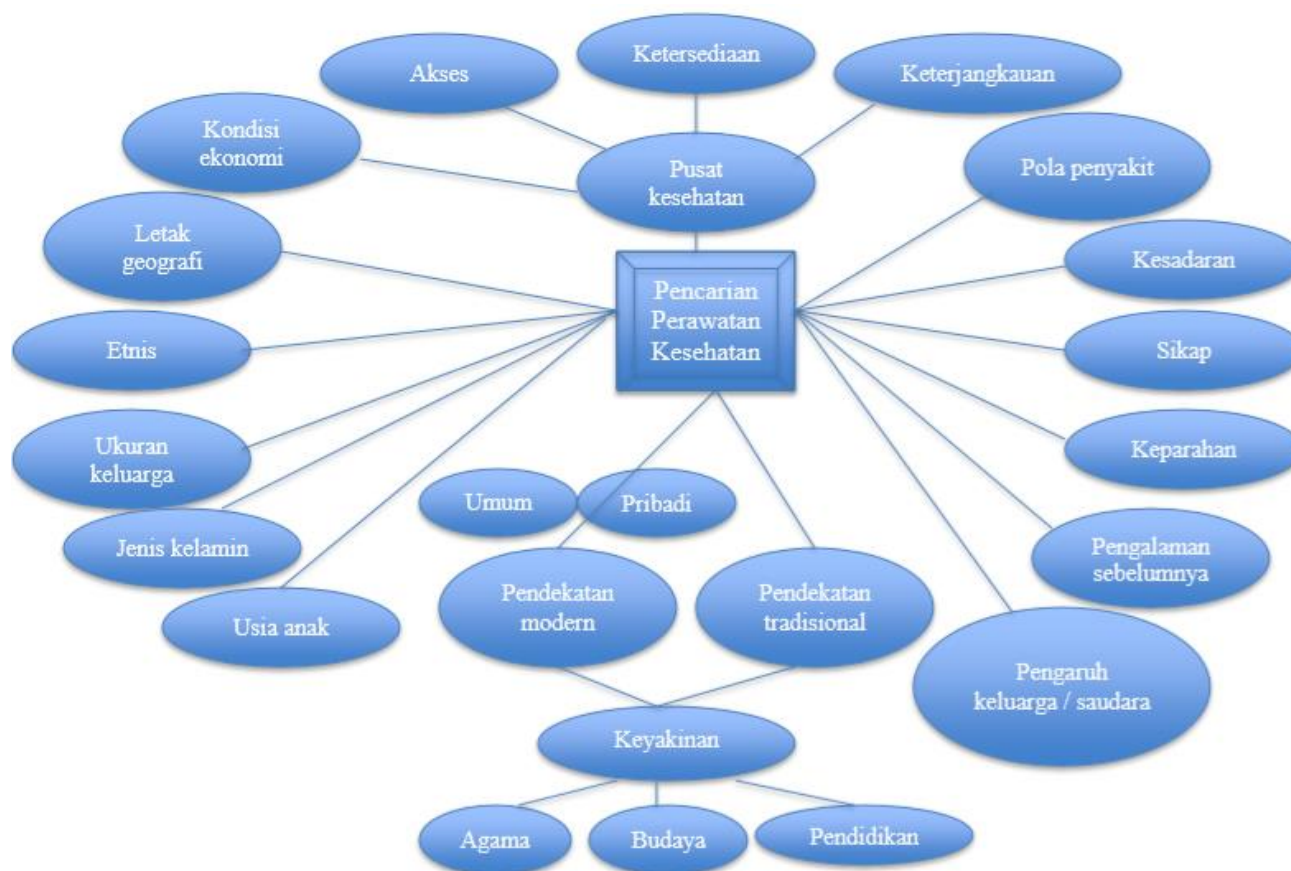 Ketersediaan
Akses
Keterjangkauan
Kondisi
ekonomi
Pusat
kesehatan
Pola penyakit
Letak
geografi
Kesadaran
Pencarian
Perawatan
Kesehatan
Etnis
Sikap
Ukuran
keluarga
Keparahan
Umum
Pribadi
Jenis kelamin
Pengalaman
sebelumnya
Pendekatan
modern
Pendekatan
tradisional
Usia anak
Pengaruh
keluarga / saudara
Keyakinan
Agama
Budaya
Pendidikan